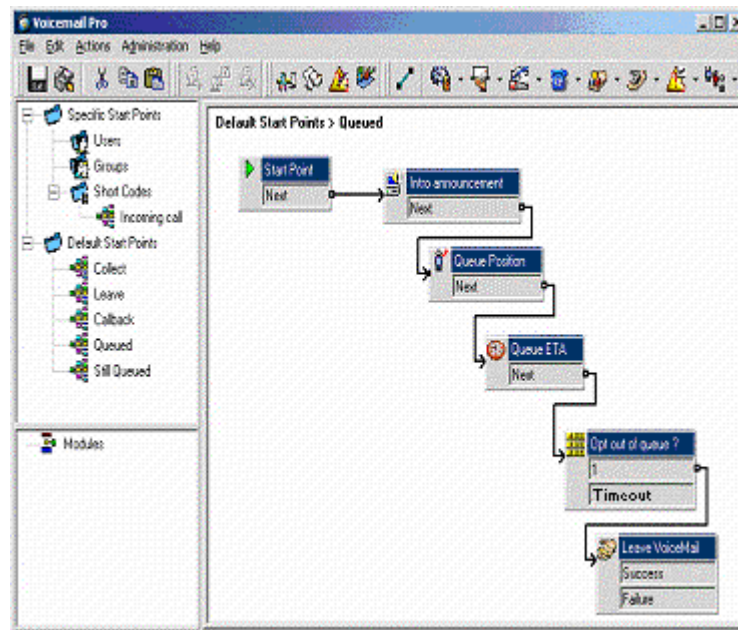 Voicemail Pro
File Edit Actions Administration Help
Specific Start Points
Users
Groups
Short Codes
Incoming call
Default Start Points
Collect
Leave
Callback
Queued
Still Queued
Modules
Default Start Points > Queued
Start Point
Next
Intro announcement
Next
Queue Position
Next
Queue ETA
Next
Opt out of queue ?
1
Timeout
Leave VoiceMail
Success
Failure